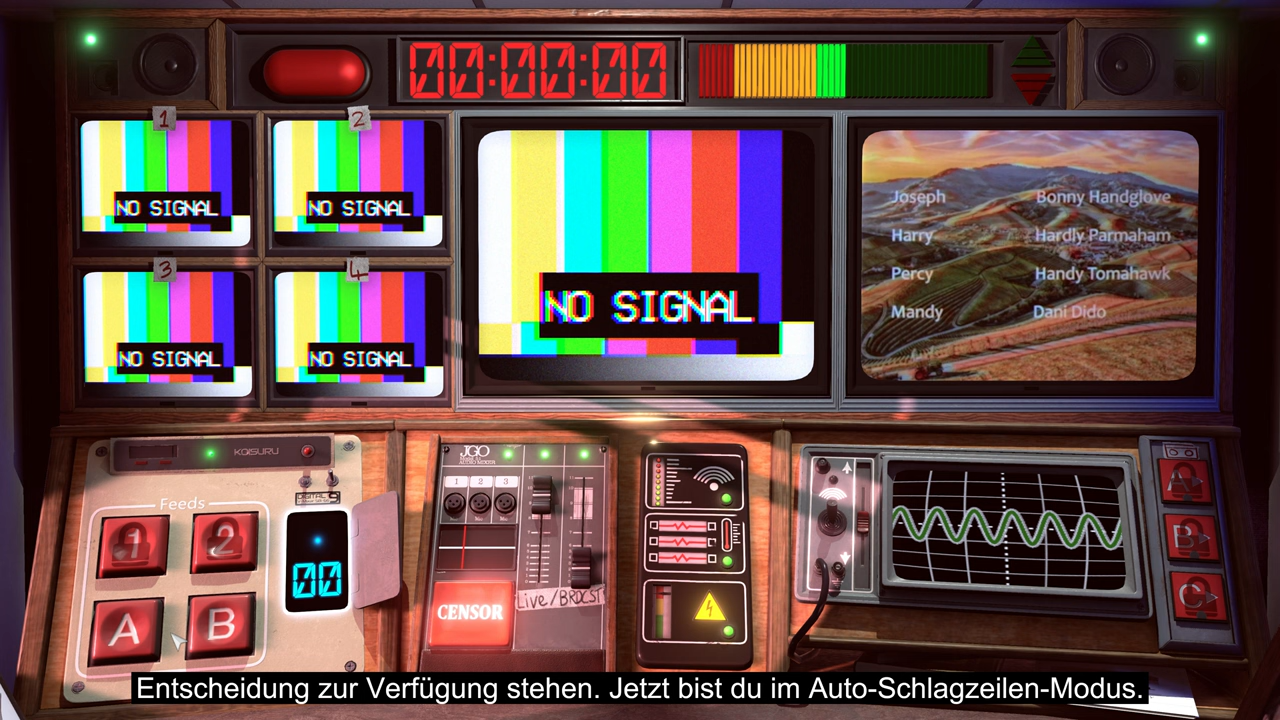 00:00:00
1
2
NO SIGNAL
NO SIGNAL
NO SIGNAL
3
4
NO SIGNAL
NO SIGNAL
Joseph Bonny Handglove
Harry Hardly Parmaham
Percy Handy Tomahawk
Mandy Dani Dido
KOISURU
Feeds
1
2
A
B
DIGITAL
00
JGO
1 2 3
CENSOR
Live/BRDCST
A
B
C
Entscheidung zur Verfügung stehen. Jetzt bist du im Auto-Schlagzeilen-Modus.